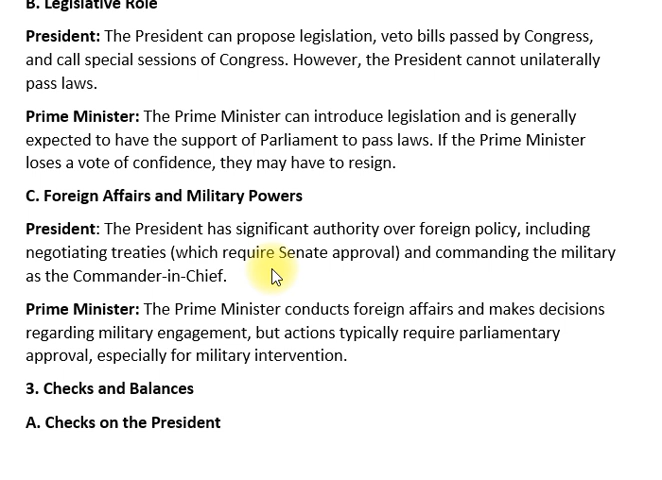 B. Legislative Role
President: The President can propose legislation, veto bills passed by Congress,
and call special sessions of Congress. However, the President cannot unilaterally
pass laws.
Prime Minister: The Prime Minister can introduce legislation and is generally
expected to have the support of Parliament to pass laws. If the Prime Minister
loses a vote of confidence, they may have to resign.
C. Foreign Affairs and Military Powers
President: The President has significant authority over foreign policy, including
negotiating treaties (which require Senate approval) and commanding the military
as the Commander-in-Chief.
Prime Minister: The Prime Minister conducts foreign affairs and makes decisions
regarding military engagement, but actions typically require parliamentary
approval, especially for military intervention.
3. Checks and Balances
A. Checks on the President